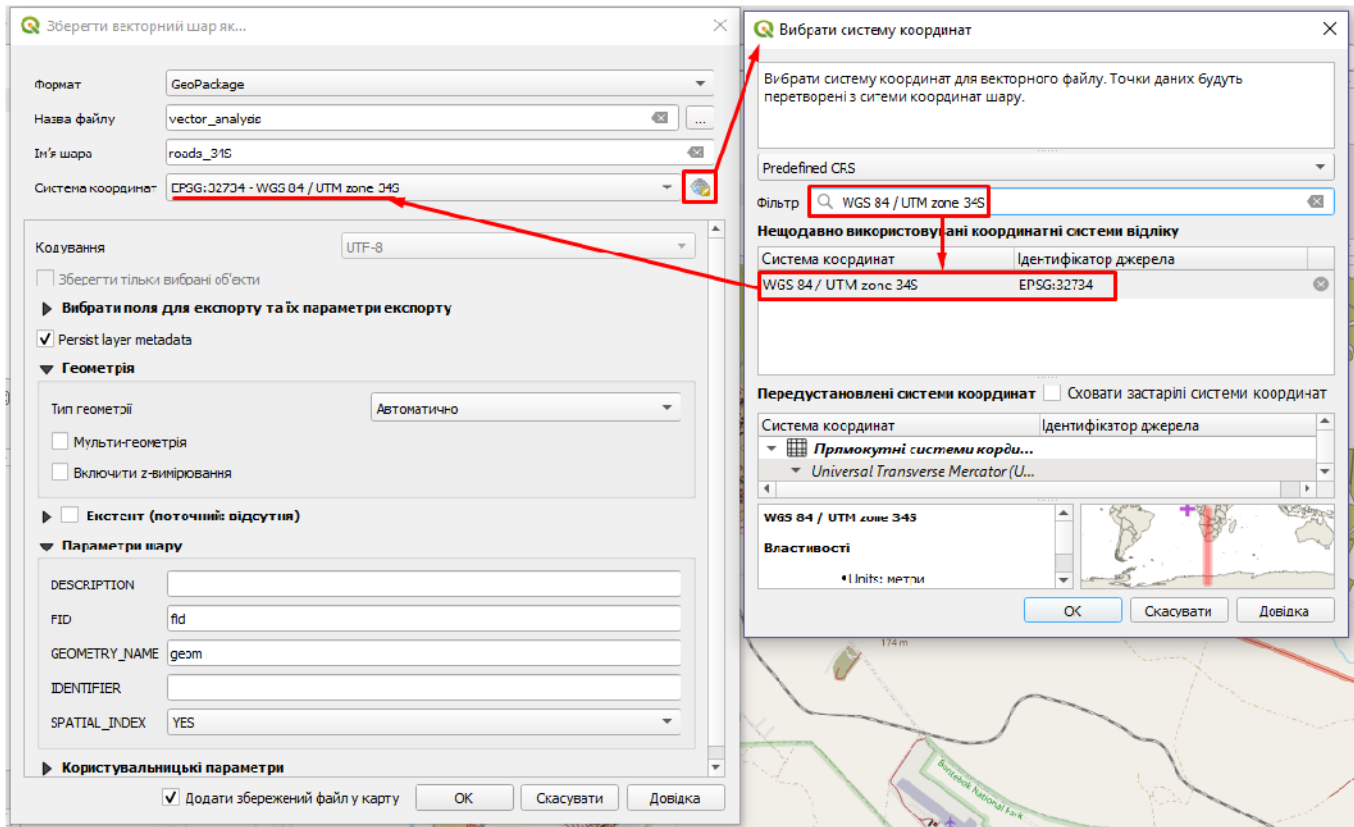 Зберегти векторний шар як...
Формат
GeoPackage
Назва файлу
vector_analysis
...
Ім'я шара
roads_34S
Система координат
EPSG:32734 - WGS 84 / UTM zone 34S
Кодування
UTF-8
Зберегти тільки вибрані об'єкти
Вибрати поля для експорту та їх параметри експорту
Persist layer metadata
Геометрія
Тип геометрії
Автоматично
Мульти-геометрія
Включити z-вимірювання
Екстент (поточний: відсутня)
Параметри шару
DESCRIPTION
FID
fid
GEOMETRY_NAME
geom
IDENTIFIER
SPATIAL_INDEX
YES
Користувальницькі параметри
Додати збережений файл у карту
OK
Скасувати
Довідка
Вибрати систему координат
Вибрати систему координат для векторного файлу. Точки даних будуть
перетворені з ситеми координат шару.
Predefined CRS
Фільтр
WGS 84 / UTM zone 34S
Нещодавно використовувані координатні системи відліку
Система координат
Ідентифікатор джерела
WGS 84 / UTM zone 34S
EPSG:32734
Передустановлені системи координат
Сховати застарілі системи координат
Система координат
Ідентифікатор джерела
Прямокутні системи корди...
Universal Transverse Mercator (U...
WGS 84 / UTM zone 34S
Властивості
Units: метри
OK
Скасувати
Довідка
174 m
Bontebok National Park